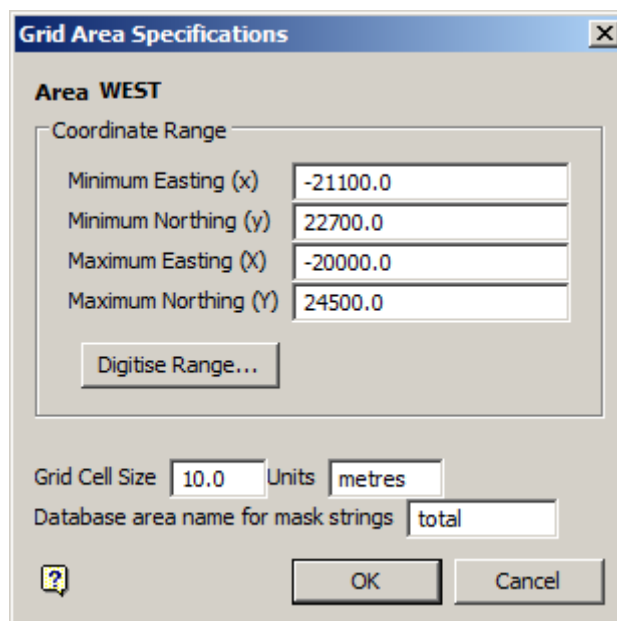 Grid Area Specifications
Area WEST
Coordinate Range
Minimum Easting (x) -21100.0
Minimum Northing (y) 22700.0
Maximum Easting (X) -20000.0
Maximum Northing (Y) 24500.0
Digitise Range...
Grid Cell Size 10.0 Units metres
Database area name for mask strings total
? OK Cancel